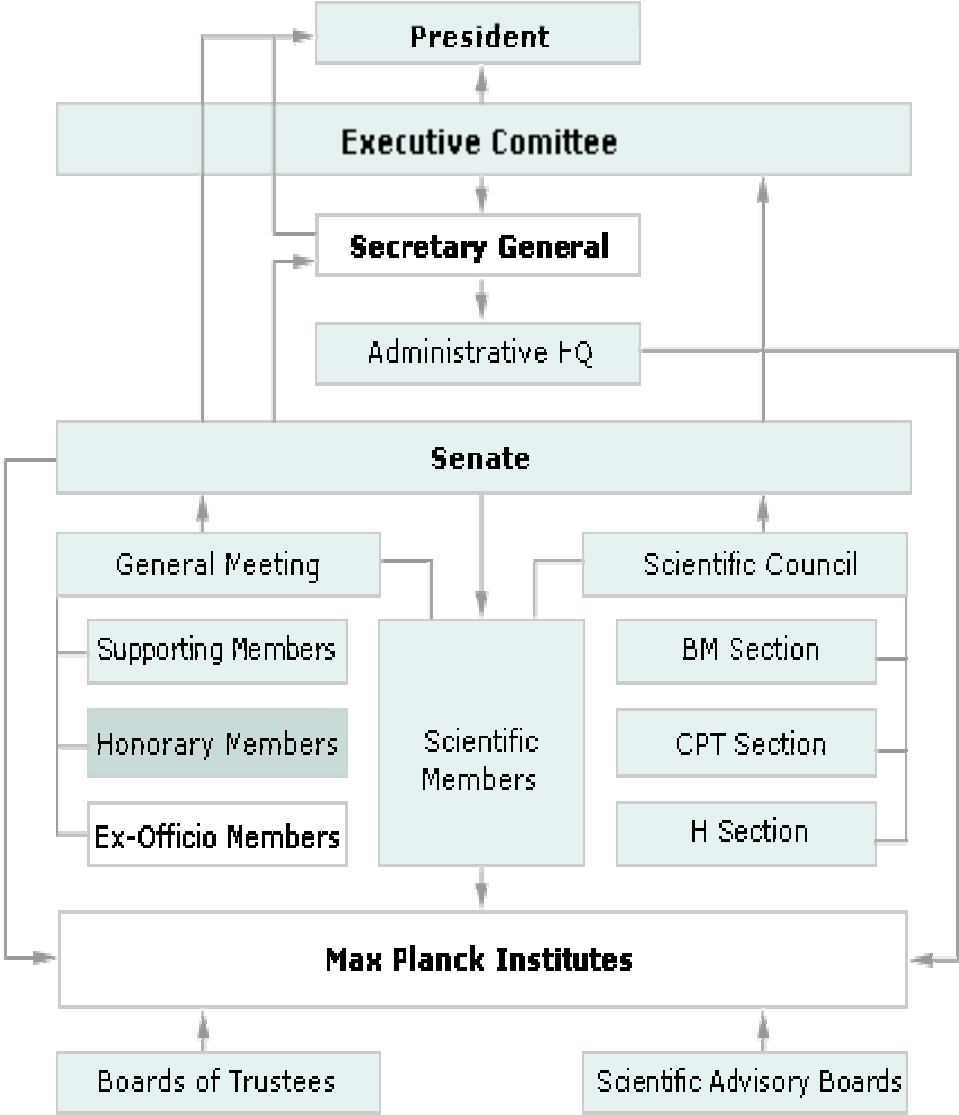 President
Executive Comittee
Secretary General
Administrative HQ
Senate
General Meeting
Scientific Council
Supporting Members
BM Section
Honorary Members
Scientific
Members
CPT Section
Ex-Officio Members
H Section
Max Planck Institutes
Boards of Trustees
Scientific Advisory Boards